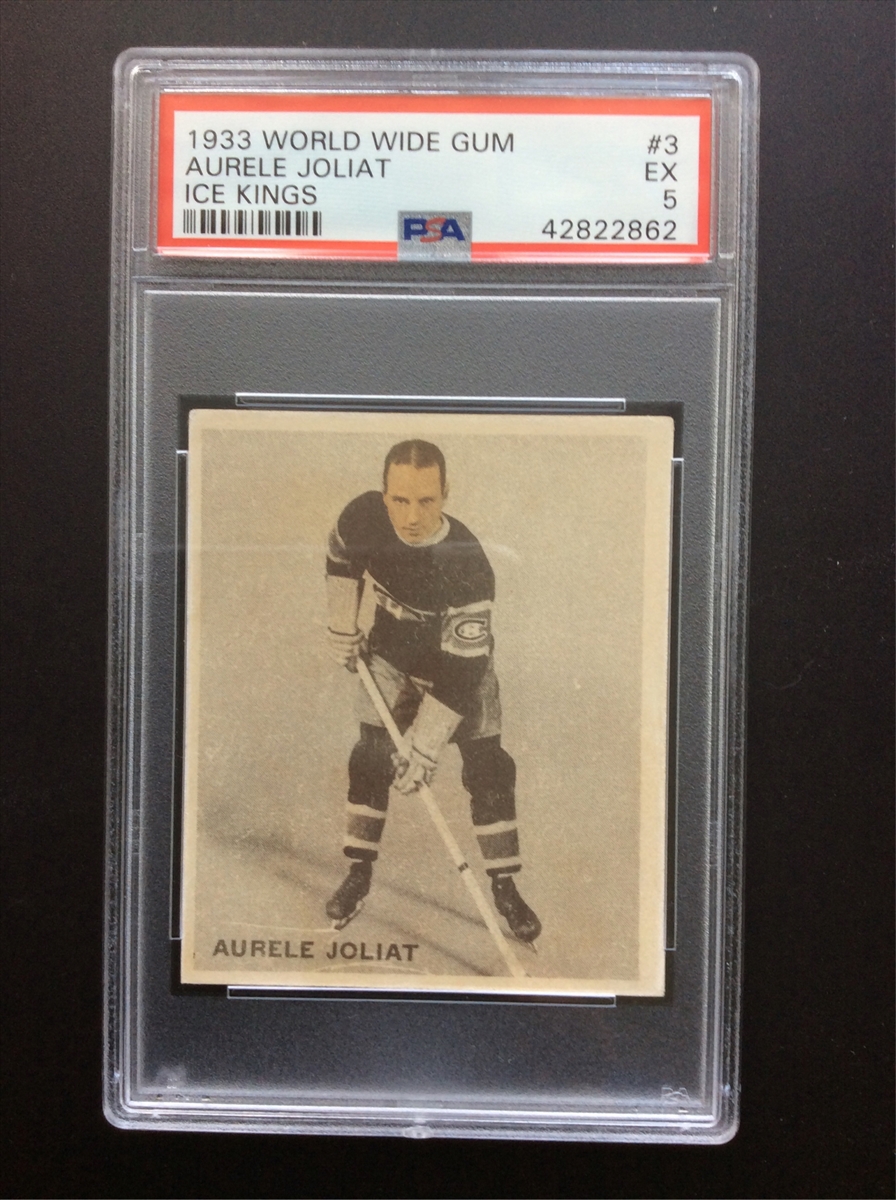 1933 WORLD WIDE GUM #3
AURELE JOLIAT EX
ICE KINGS 5
PSA 42822862
AURELE JOLIAT